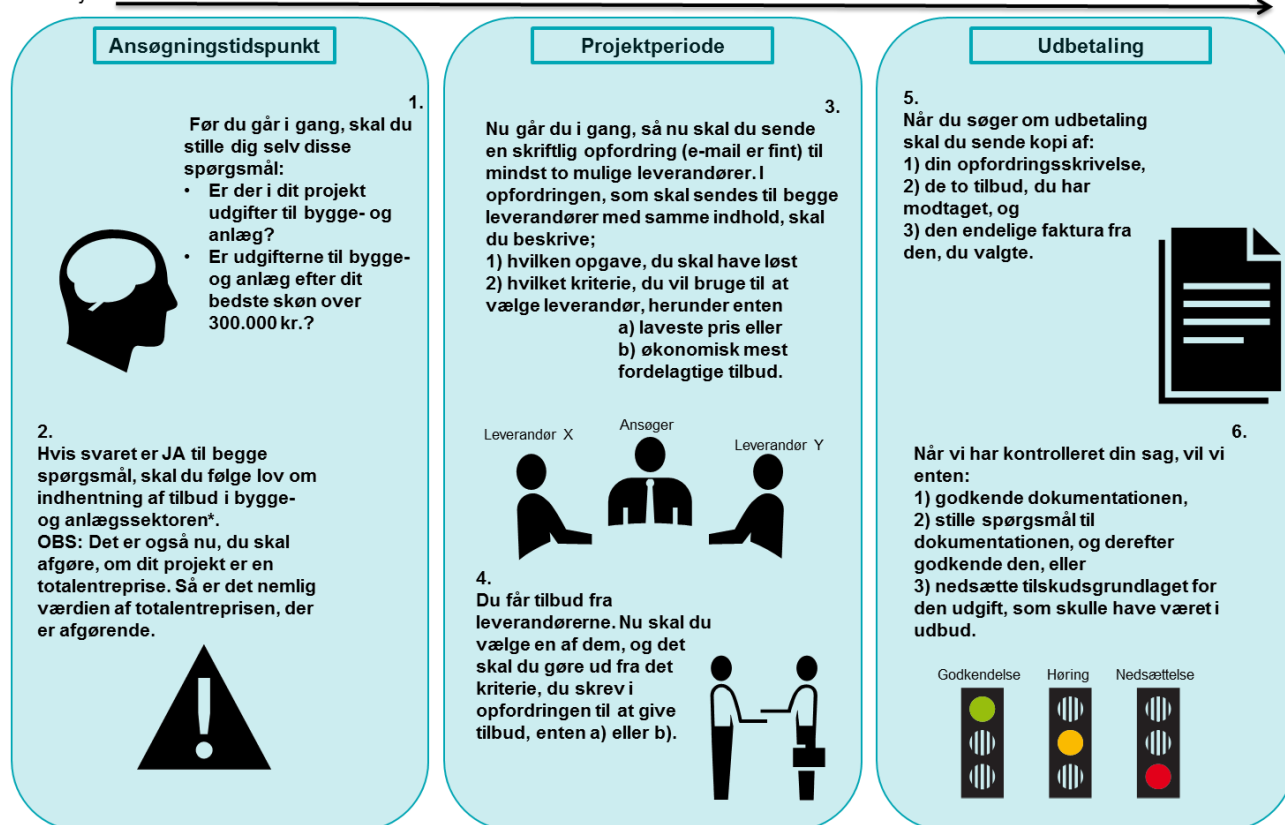 Ansøgningstidspunkt
1.
Før du går i gang, skal du
stille dig selv disse
spørgsmål:
• Er der i dit projekt
udgifter til bygge- og
anlæg?
• Er udgifterne til bygge-
og anlæg efter dit
bedste skøn over
300.000 kr.?
2.
Hvis svaret er JA til begge
spørgsmål, skal du følge lov om
indhentning af tilbud i bygge-
og anlægssektoren*.
OBS: Det er også nu, du skal
afgøre, om dit projekt er en
totalentreprise. Så er det nemlig
værdien af totalentreprisen, der
er afgørende.
Projektperiode
3.
Nu går du i gang, så nu skal du sende
en skriftlig opfordring (e-mail er fint) til
mindst to mulige leverandører. I
opfordringen, som skal sendes til begge
leverandører med samme indhold, skal
du beskrive;
1) hvilken opgave, du skal have løst
2) hvilket kriterie, du vil bruge til at
vælge leverandør, herunder enten
a) laveste pris eller
b) økonomisk mest
fordelagtige tilbud.
Leverandør X
Ansøger
Leverandør Y
4.
Du får tilbud fra
leverandørerne. Nu skal du
vælge en af dem, og det
skal du gøre ud fra det
kriterie, du skrev i
opfordringen til at give
tilbud, enten a) eller b).
Udbetaling
5.
Når du søger om udbetaling
skal du sende kopi af:
1) din opfordringsskrivelse,
2) de to tilbud, du har
modtaget, og
3) den endelige faktura fra
den, du valgte.
6.
Når vi har kontrolleret din sag, vil vi
enten:
1) godkende dokumentationen,
2) stille spørgsmål til
dokumentationen, og derefter
godkende den, eller
3) nedsætte tilskudsgrundlaget for
den udgift, som skulle have været i
udbud.
Godkendelse
Høring
Nedsættelse